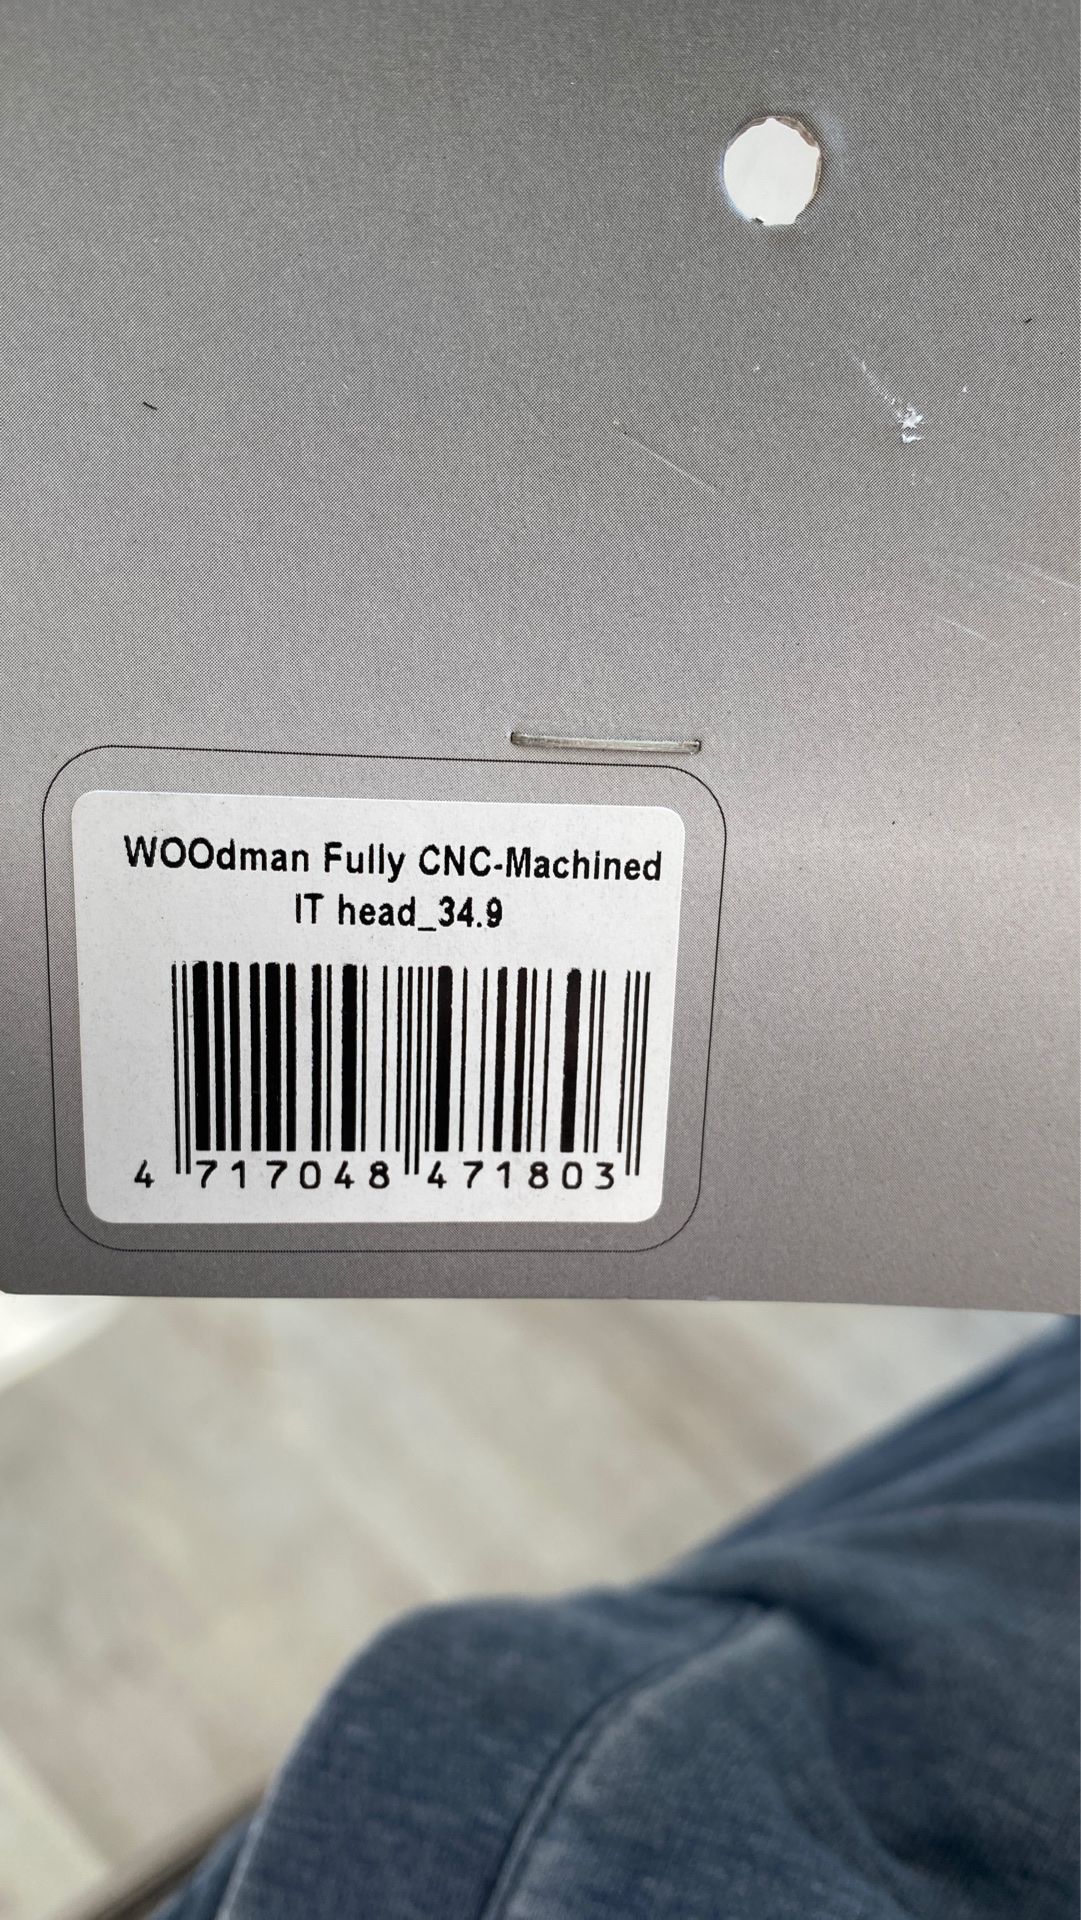 WOOdman Fully CNC-Machined
IT head_34.9
4 717048 471803